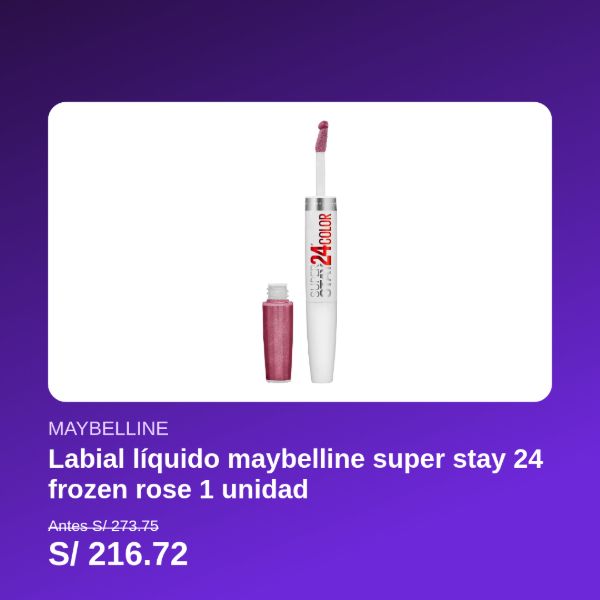 SUPER STAY
24 COLOR
MAYBELLINE
Labial líquido maybelline super stay 24
frozen rose 1 unidad
Antes S/ 273.75
S/ 216.72